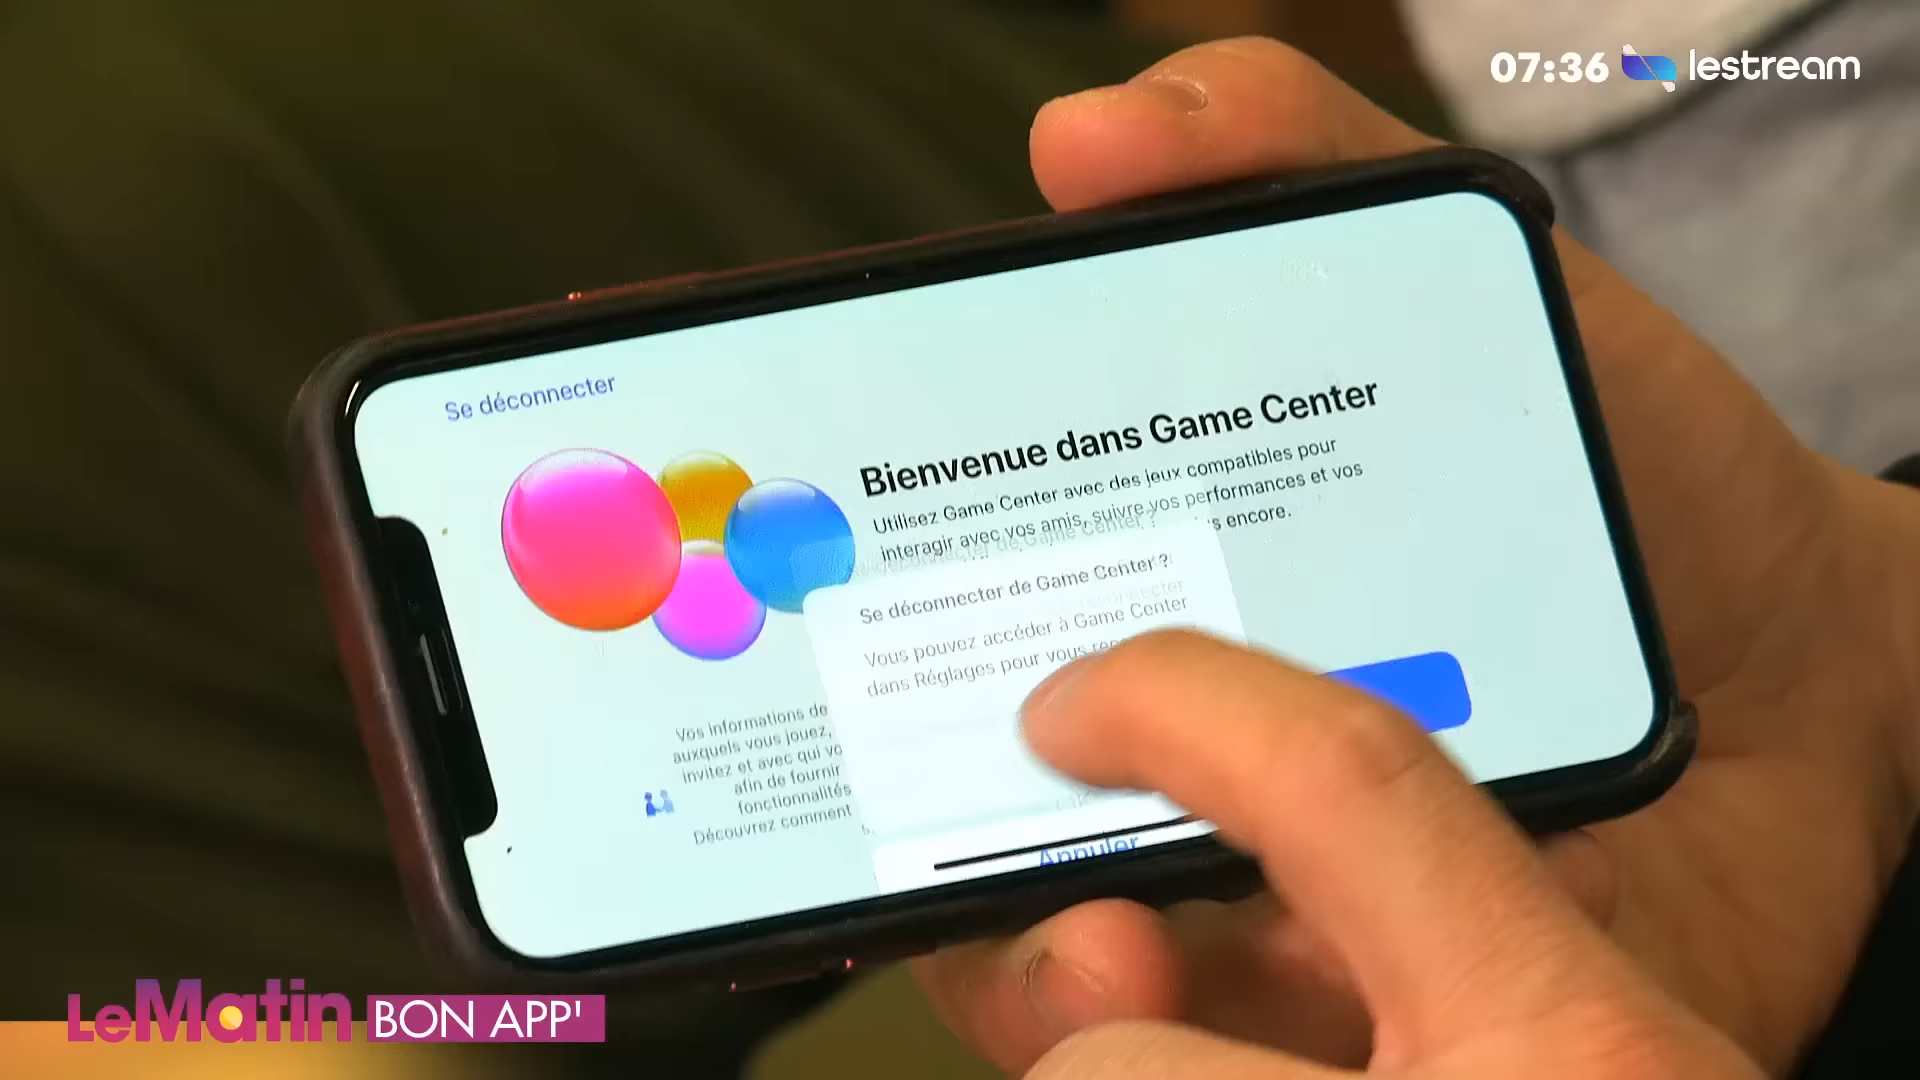 07:36 lestream
Se déconnecter
Bienvenue dans Game Center
Utilisez Game Center avec des jeux compatibles pour
interagir avec vos amis, suivre vos performances et vos
encore.
Se déconnecter de Game Center ?
Vous pouvez accéder à Game Center
dans Réglages pour vous
Vos informations de
auxquels vous jouez,
invitez et avec qui
afin de fournir
fonctionnalités
Découvrez comment
Annuler
LeMatin BON APP'